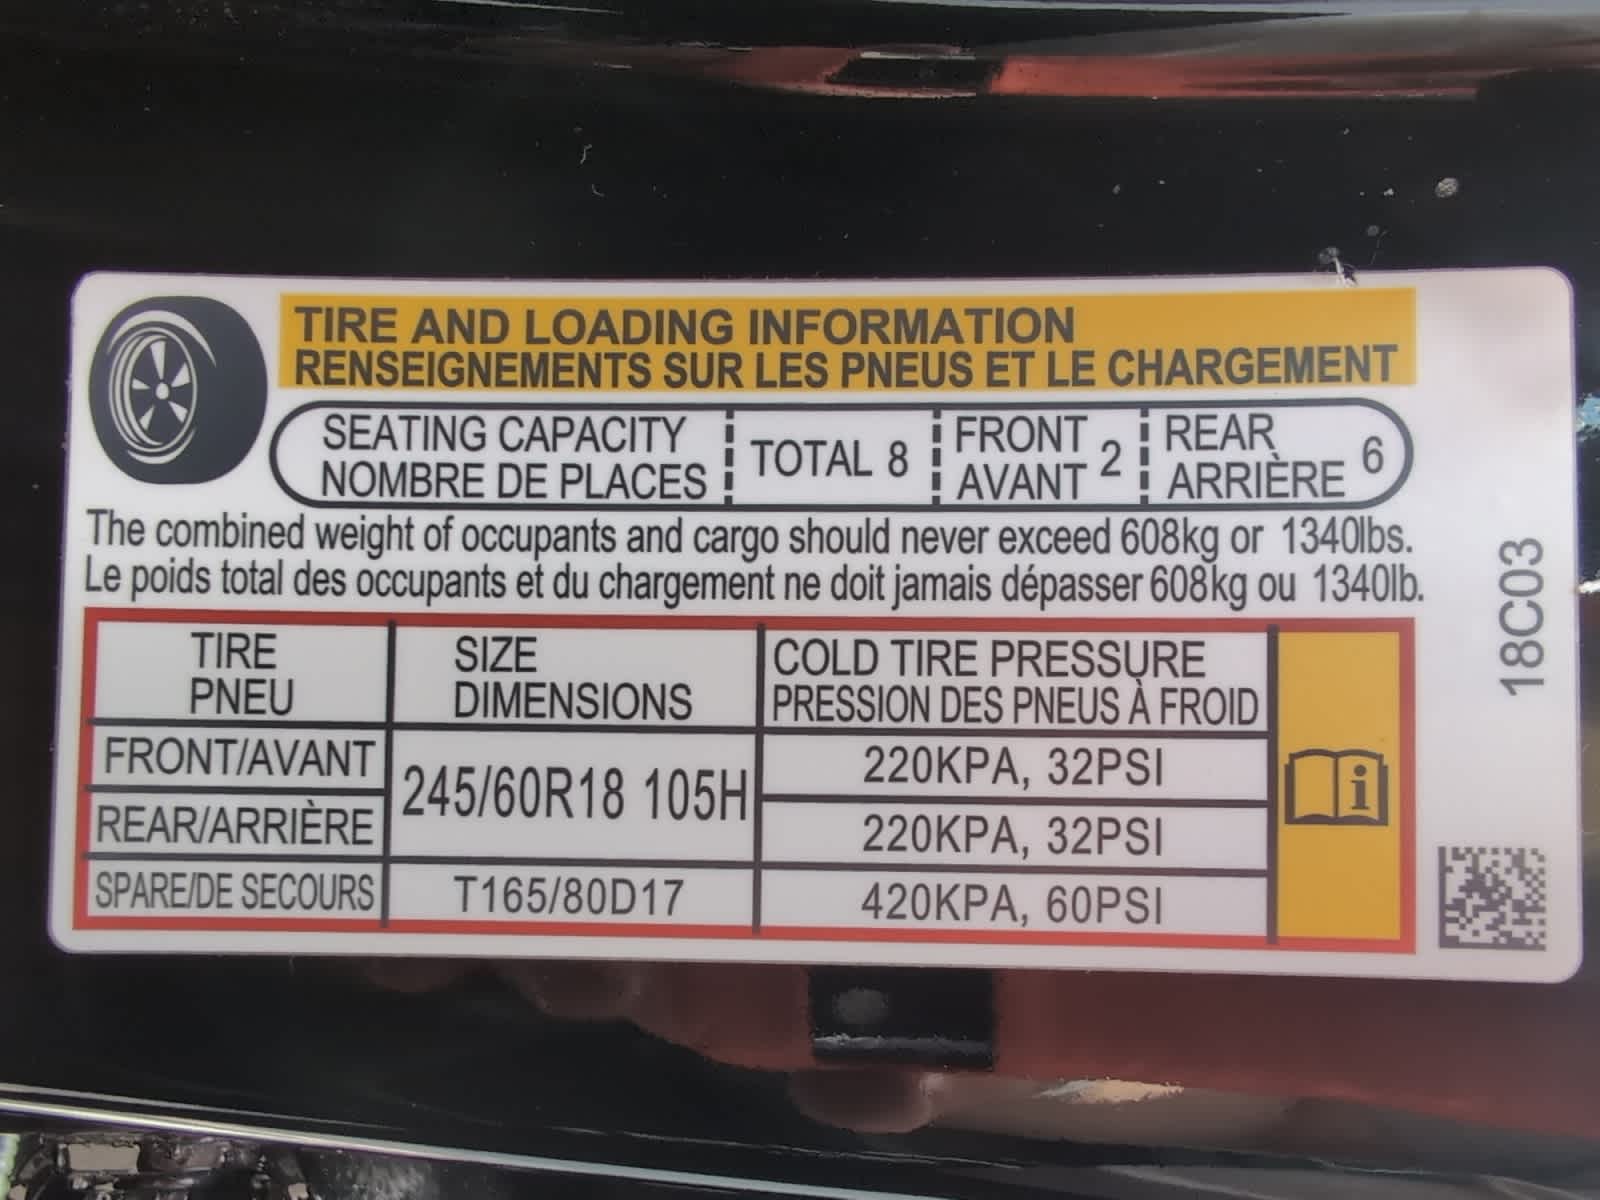 TIRE AND LOADING INFORMATION
RENSEIGNEMENTS SUR LES PNEUS ET LE CHARGEMENT
SEATING CAPACITY
NOMBRE DE PLACES
TOTAL 8
FRONT
AVANT 2
REAR
ARRIÈRE 6
The combined weight of occupants and cargo should never exceed 608kg or 1340lbs.
Le poids total des occupants et du chargement ne doit jamais dépasser 608kg ou 1340lb.
TIRE
PNEU
SIZE
DIMENSIONS
COLD TIRE PRESSURE
PRESSION DES PNEUS À FROID
FRONT/AVANT
245/60R18 105H
220KPA, 32PSI
REAR/ARRIÈRE
220KPA, 32PSI
SPARE/DE SECOURS
T165/80D17
420KPA, 60PSI
18C03